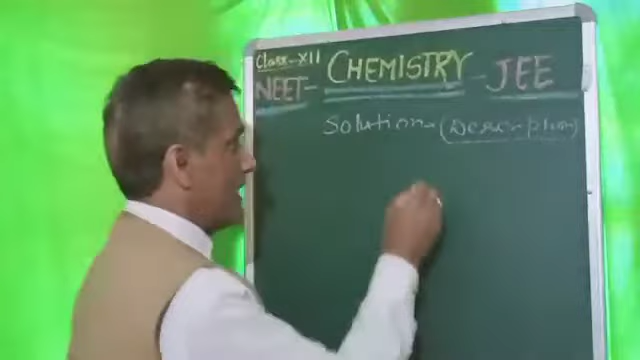 Class-XII
NEET- CHEMISTRY - JEE
Solution- (Description)